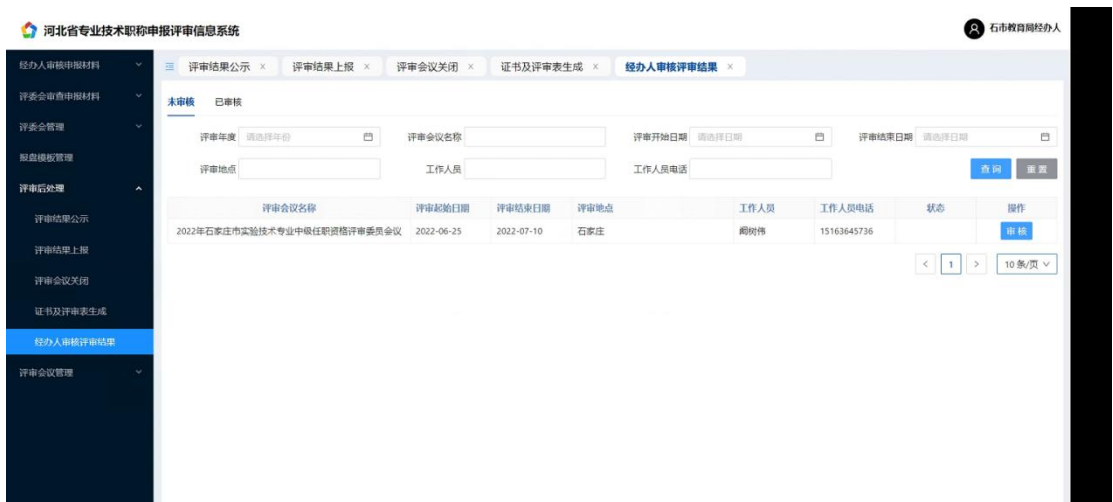 河北省专业技术职称申报评审信息系统
石市教育局经办人
经办人审核申报材料
评审结果公示 × 评审结果上报 × 评审会议关闭 × 证书及评审表生成 × 经办人审核评审结果 ×
评委会审查申报材料
未审核 已审核
评委会管理
评审年度 请选择年份 评审会议名称 评审开始日期 请选择日期 评审结束日期 请选择日期
报盘模板管理
评审地点 工作人员 工作人员电话 查询 重置
评审后处理
评审会议名称 评审起始日期 评审结束日期 评审地点 工作人员 工作人员电话 状态 操作
评审结果公示
2022年石家庄市实验技术专业中级任职资格评审委员会议 2022-06-25 2022-07-10 石家庄 阎树伟 15163645736 审核
评审结果上报
< 1 > 10 条/页
评审会议关闭
证书及评审表生成
经办人审核评审结果
评审会议管理